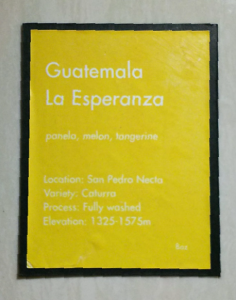 Guatemala
La Esperanza
panela, melon, tangerine
Location: San Pedro Necta
Variety: Caturra
Process: Fully washed
Elevation: 1325-1575m